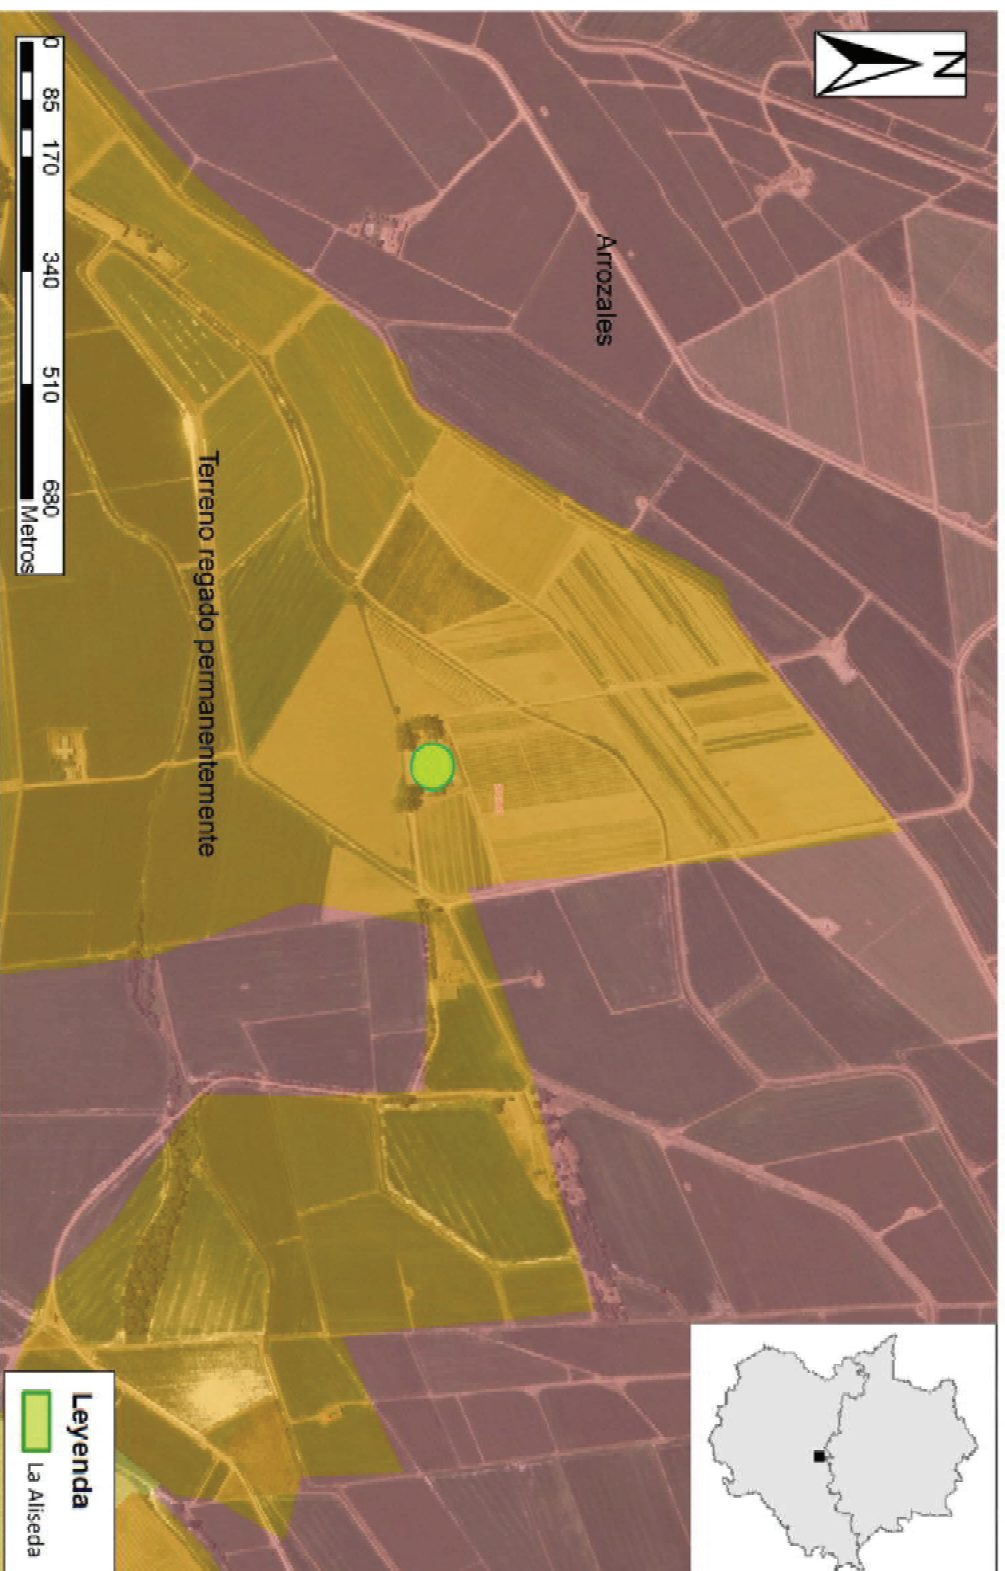 N
Arrozales
Terreno regado permanentemente
0 85 170 340 510 680
Metros
Leyenda
La Aliseda